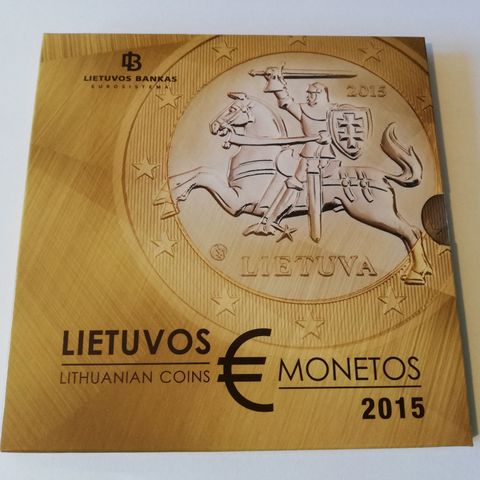 LIETUVOS BANKAS
EUROSISTEMA
2015
LIETUVA
LIETUVOS € MONETOS
LITHUANIAN COINS
2015